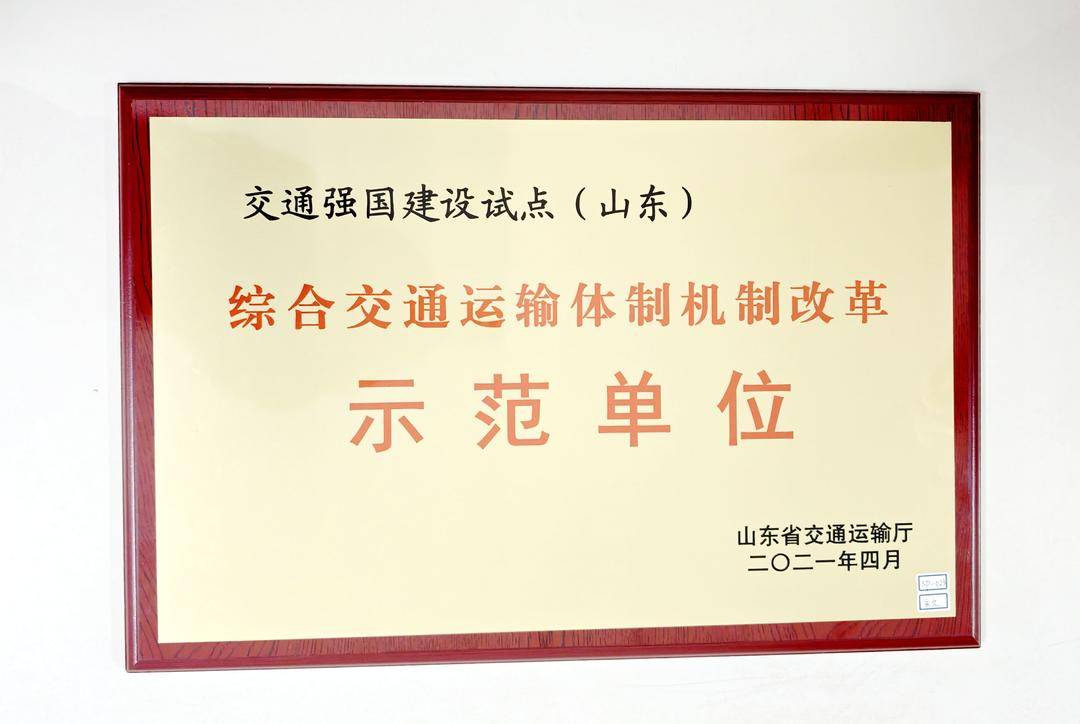 交通强国建设试点（山东）
综合交通运输体制机制改革
示范单位
山东省交通运输厅
二〇二一年四月
永久